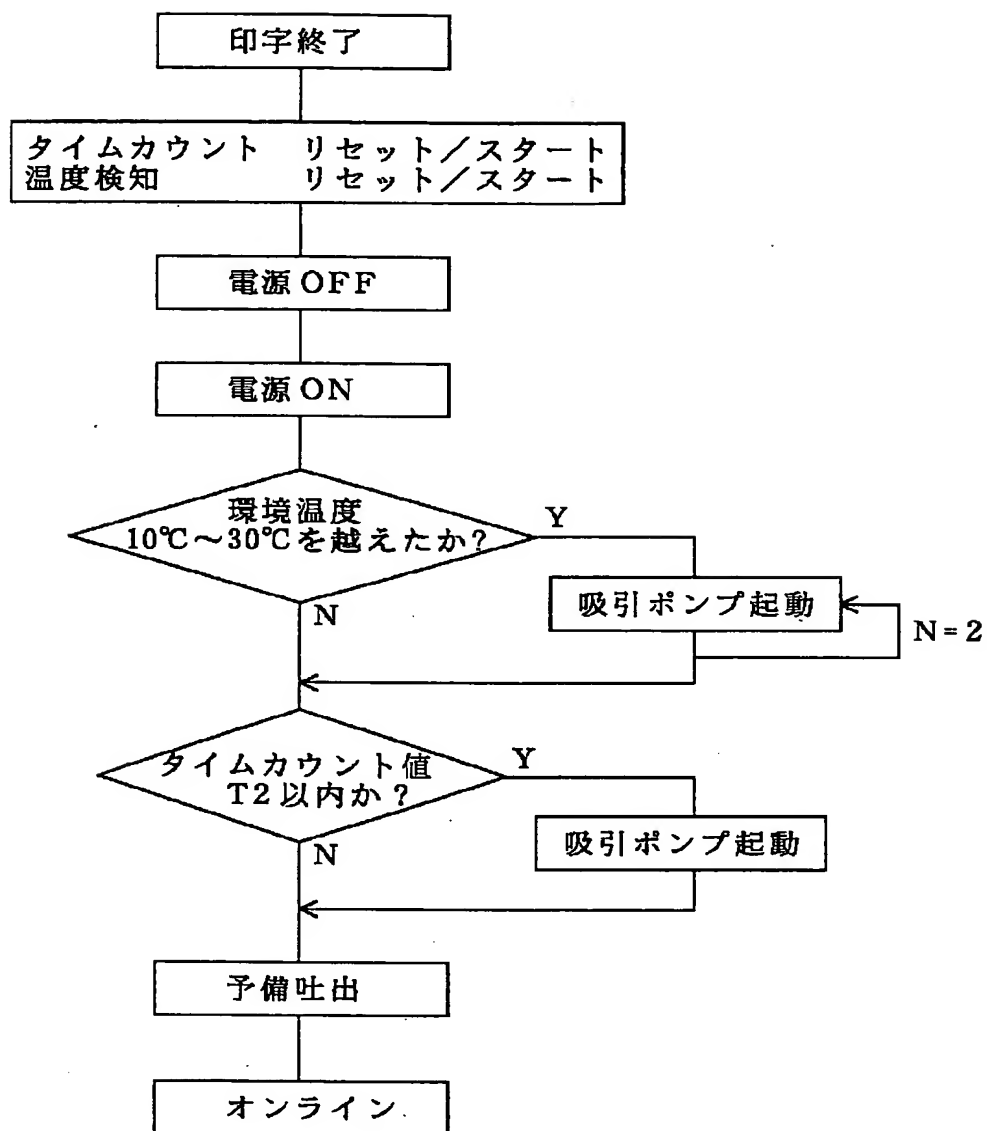 印字終了
タイムカウント リセット／スタート
温度検知 リセット／スタート
電源OFF
電源ON
環境温度
10℃～30℃を越えたか?
Y
N
吸引ポンプ起動
N=2
タイムカウント値
T2以内か?
Y
N
吸引ポンプ起動
予備吐出
オンライン